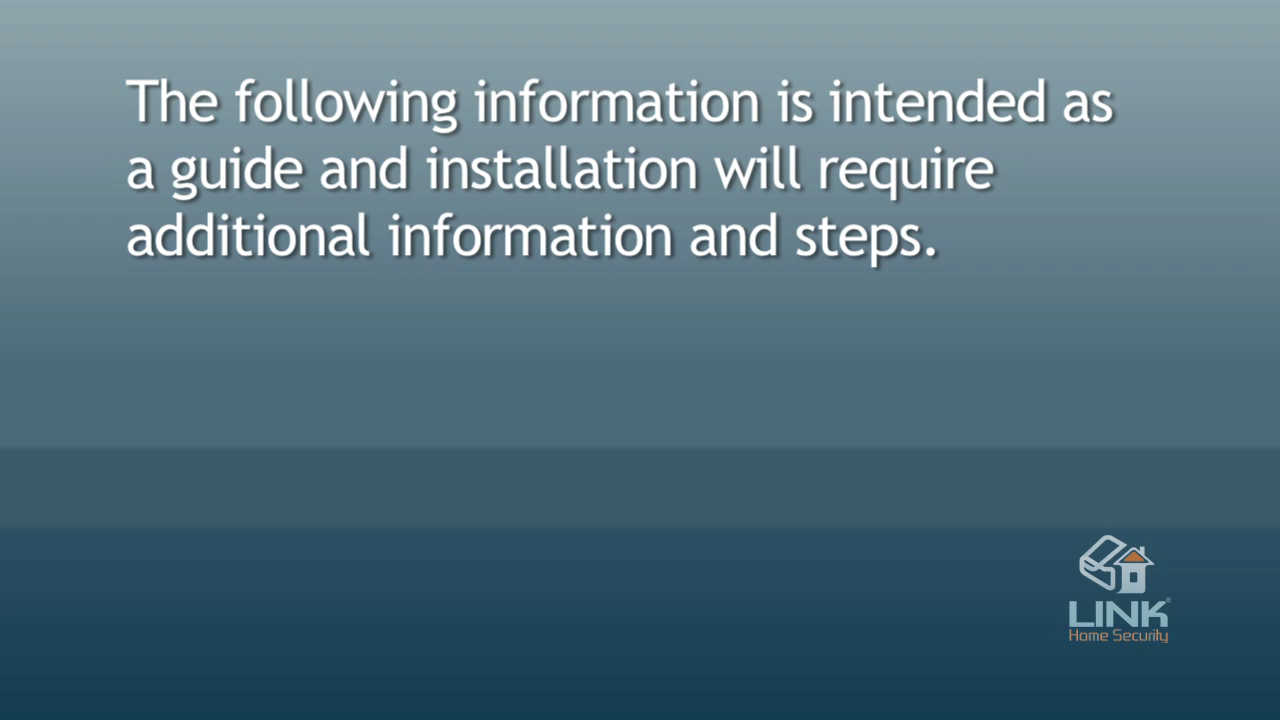 The following information is intended as
a guide and installation will require
additional information and steps.
LINK®
Home Security